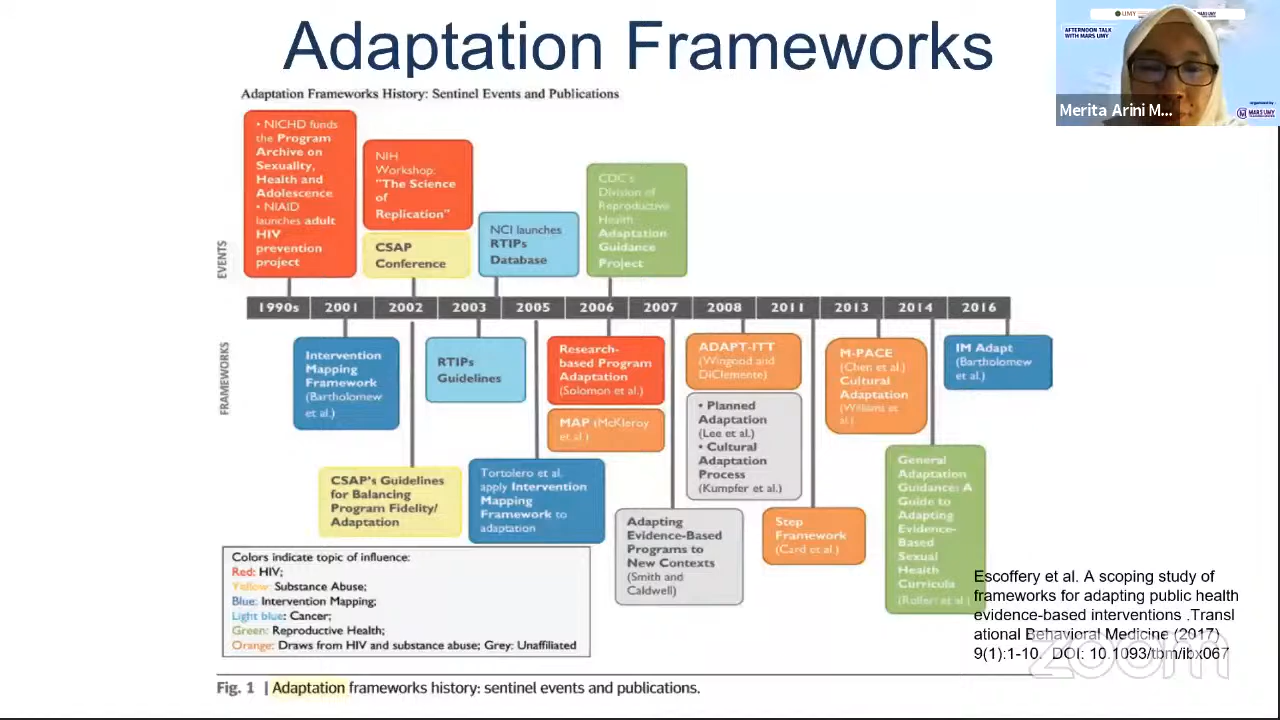 Adaptation Frameworks
UMY
AFTERNOON TALK
WITH MARS UMY
organized by :
MARS UMY
Merita Arini M...
Adaptation Frameworks History: Sentinel Events and Publications
EVENTS
• NICHD funds
the Program
Archive on
Sexuality,
Health and
Adolescence
• NIAID
launches adult
HIV
prevention
project
NIH
Workshop:
"The Science
of
Replication"
CSAP
Conference
NCI launches
RTIPs
Database
CDC's
Division of
Reproductive
Health
Adaptation
Guidance
Project
1990s 2001 2002 2003 2005 2006 2007 2008 2011 2013 2014 2016
FRAMEWORKS
Intervention
Mapping
Framework
(Bartholomew
et al.)
CSAP's Guidelines
for Balancing
Program Fidelity/
Adaptation
RTIPs
Guidelines
Tortolero et al.
apply Intervention
Mapping
Framework to
adaptation
Research-
based Program
Adaptation
(Solomon et al.)
MAP (McKleroy
et al.)
Adapting
Evidence-Based
Programs to
New Contexts
(Smith and
Caldwell)
ADAPT-ITT
(Wingood and
DiClemente)
• Planned
Adaptation
(Lee et al.)
• Cultural
Adaptation
Process
(Kumpfer et al.)
Step
Framework
(Card et al.)
M-PACE
(Chen et al.)
Cultural
Adaptation
(Williams et
al.)
General
Adaptation
Guidance: A
Guide to
Adapting
Evidence-
Based
Sexual
Health
Curricula
(Rolleri et al.)
IM Adapt
(Bartholomew
et al.)
Colors indicate topic of influence:
Red: HIV;
Yellow: Substance Abuse;
Blue: Intervention Mapping;
Light blue: Cancer;
Green: Reproductive Health;
Orange: Draws from HIV and substance abuse; Grey: Unaffiliated
Escoffery et al. A scoping study of
frameworks for adapting public health
evidence-based interventions .Transl
ational Behavioral Medicine (2017)
9(1):1-10. DOI: 10.1093/tbm/ibx067
zoom
Fig. 1 | Adaptation frameworks history: sentinel events and publications.